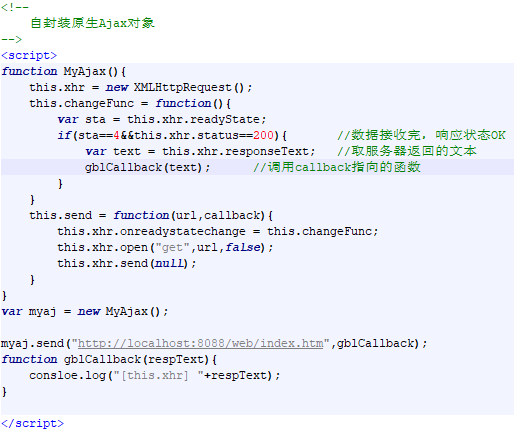 <!--
    自封装原生Ajax对象
-->
<script>
function MyAjax(){
    this.xhr = new XMLHttpRequest();
    this.changeFunc = function(){
        var sta = this.xhr.readyState;
        if(sta==4&&this.xhr.status==200){       //数据接收完, 响应状态OK
            var text = this.xhr.responseText;   //取服务器返回的文本
            gblCallback(text);      //调用callback指向的函数
        }
    }
    this.send = function(url,callback){
        this.xhr.onreadystatechange = this.changeFunc;
        this.xhr.open("get",url,false);
        this.xhr.send(null);
    }
}
var myaj = new MyAjax();

myaj.send("http://localhost:8088/web/index.htm",gblCallback);
function gblCallback(respText){
    consloe.log("[this.xhr] "+respText);
}

</script>